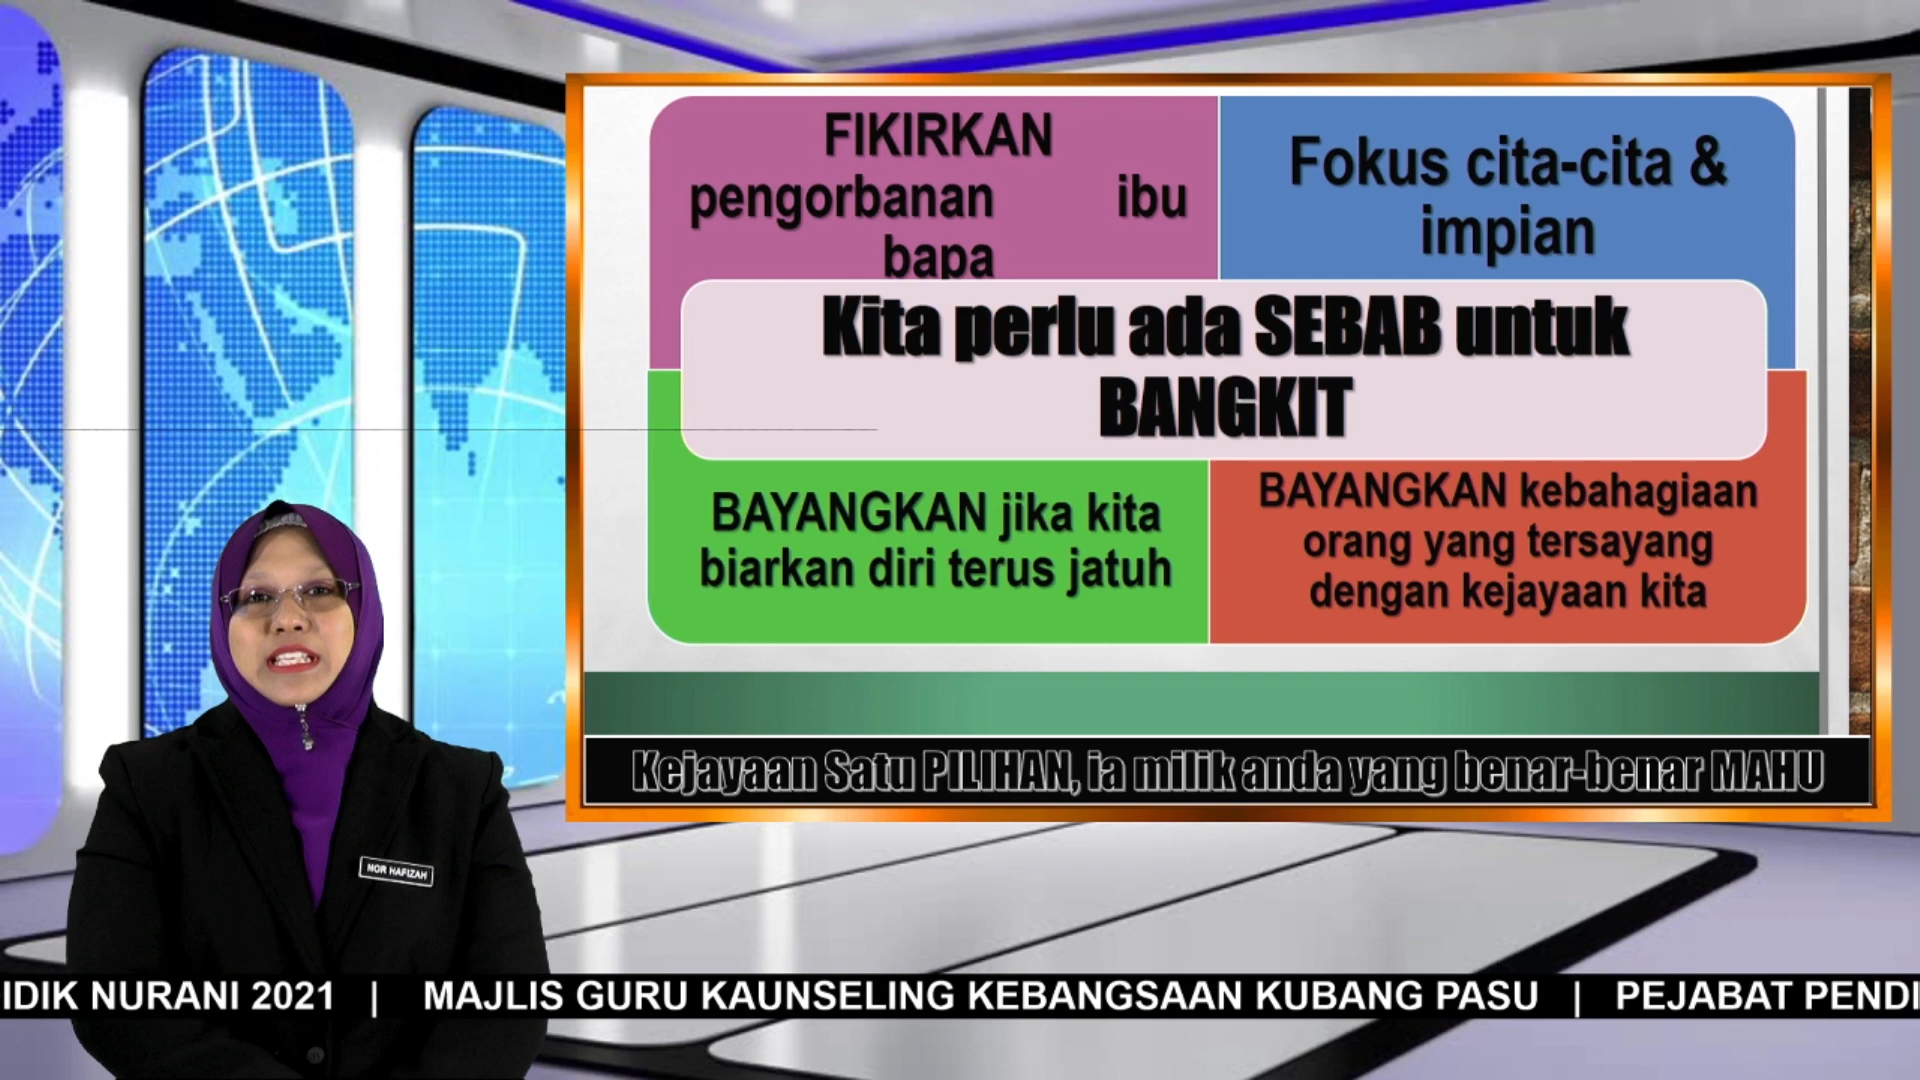 FIKIRKAN
pengorbanan ibu
bapa
Fokus cita-cita &
impian
Kita perlu ada SEBAB untuk
BANGKIT
BAYANGKAN jika kita
biarkan diri terus jatuh
BAYANGKAN kebahagiaan
orang yang tersayang
dengan kejayaan kita
Kejayaan Satu PILIHAN, ia milik anda yang benar-benar MAHU
NOR HAFIZAH
IDIK NURANI 2021 | MAJLIS GURU KAUNSELING KEBANGSAAN KUBANG PASU | PEJABAT PENDI